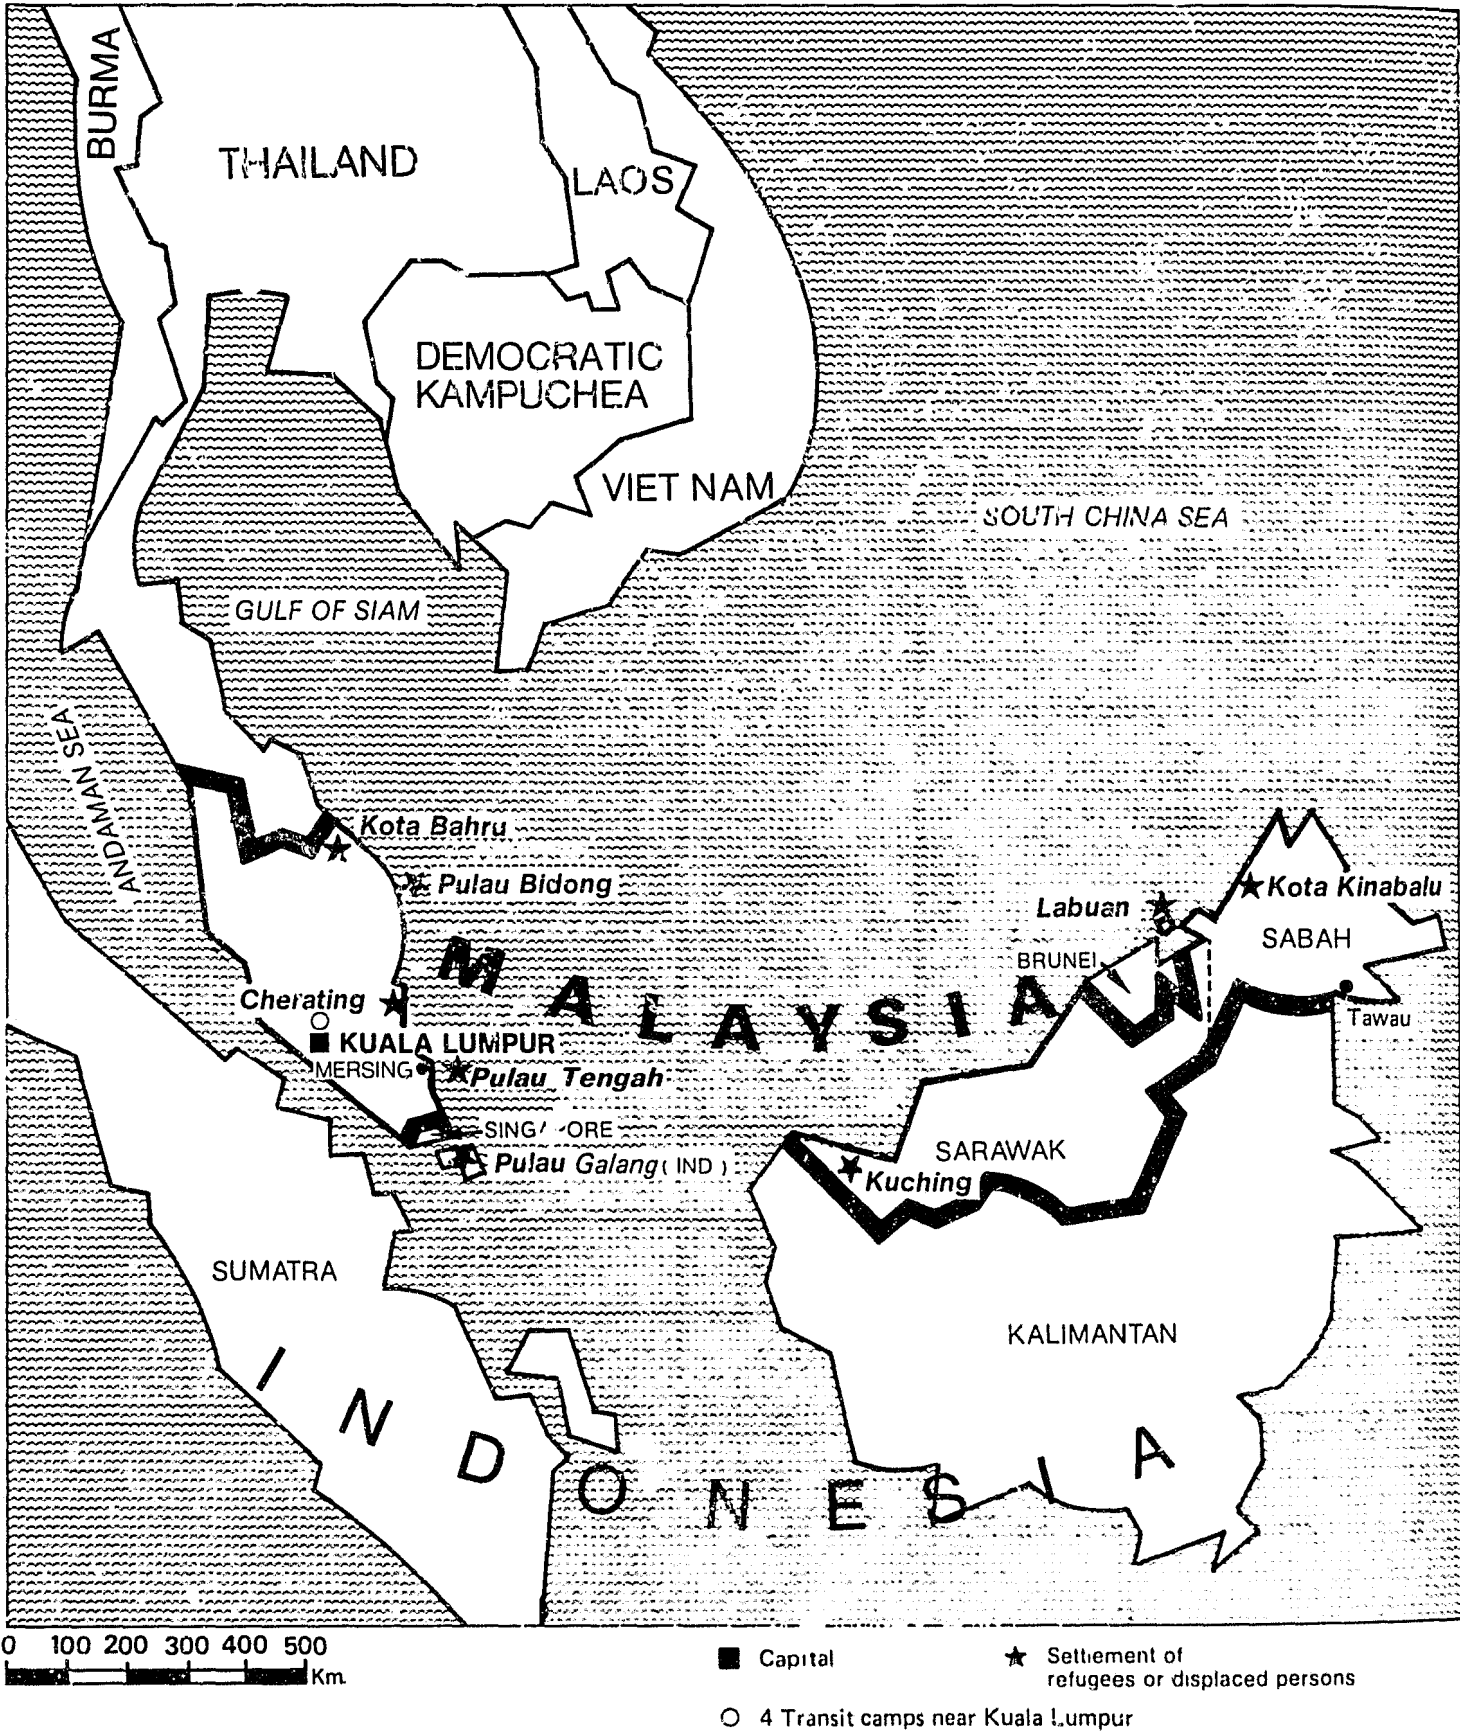 BURMA
THAILAND
LAOS
DEMOCRATIC
KAMPUCHEA
VIET NAM
SOUTH CHINA SEA
GULF OF SIAM
ANDAMAN SEA
Kota Bahru
Pulau Bidong
Labuan
Kota Kinabalu
SABAH
BRUNEI
MALAYSIA
Cherating
KUALA LUMPUR
Tawau
MERSING
Pulau Tengah
SINGAPORE
SARAWAK
Pulau Galang (IND)
Kuching
SUMATRA
KALIMANTAN
INDONESIA
0 100 200 300 400 500
Km.
Capital
Settlement of
refugees or displaced persons
4 Transit camps near Kuala Lumpur